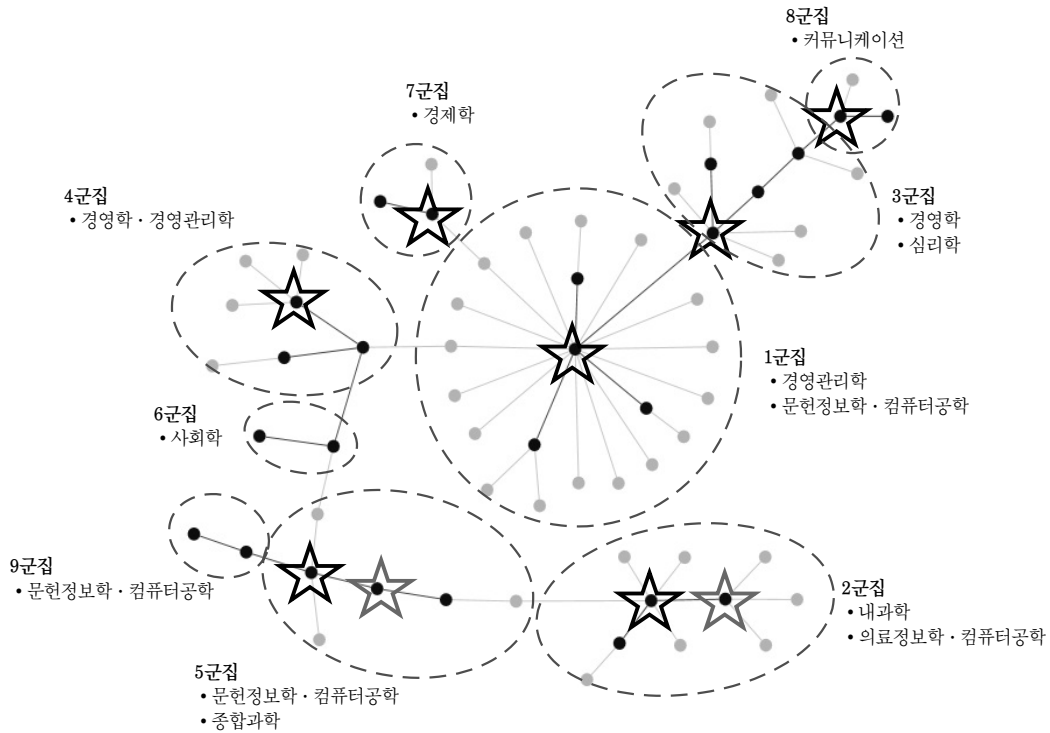 8군집
• 커뮤니케이션
7군집
• 경제학
4군집
• 경영학 · 경영관리학
3군집
• 경영학
• 심리학
1군집
• 경영관리학
• 문헌정보학 · 컴퓨터공학
6군집
• 사회학
9군집
• 문헌정보학 · 컴퓨터공학
2군집
• 내과학
• 의료정보학 · 컴퓨터공학
5군집
• 문헌정보학 · 컴퓨터공학
• 종합과학